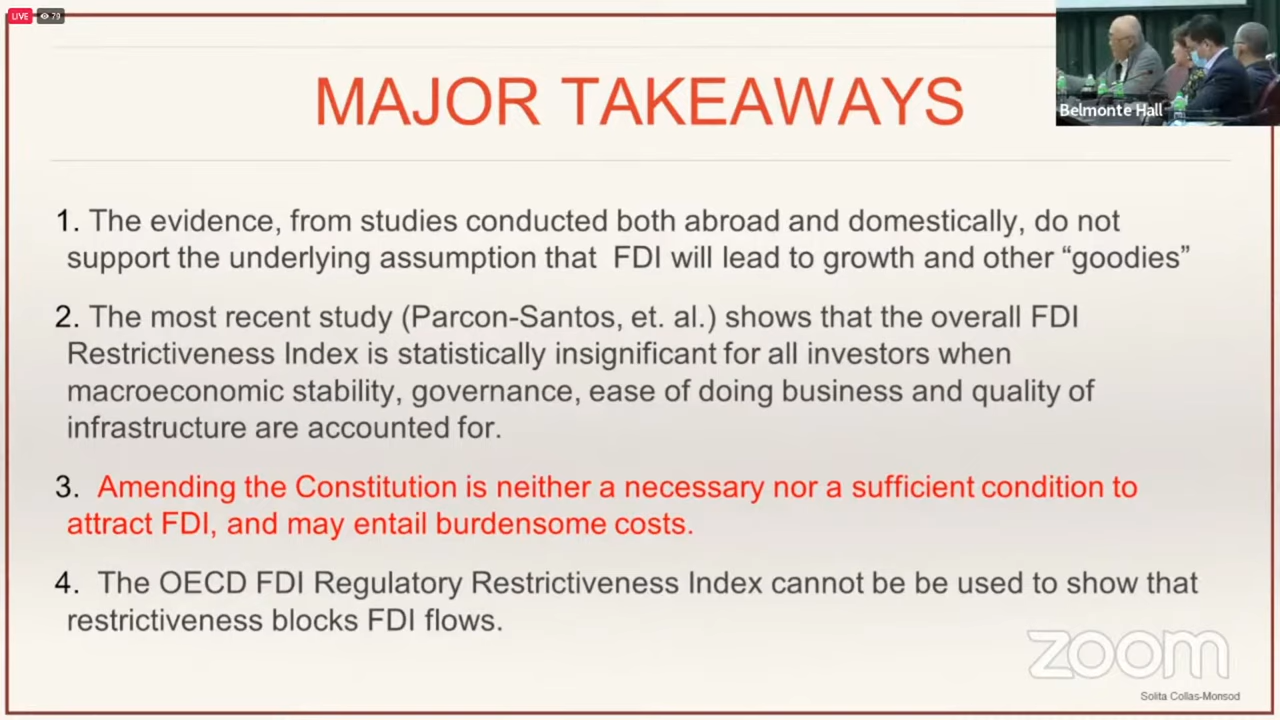 LIVE 79
MAJOR TAKEAWAYS
Belmonte Hall
1. The evidence, from studies conducted both abroad and domestically, do not
support the underlying assumption that FDI will lead to growth and other “goodies”
2. The most recent study (Parcon-Santos, et. al.) shows that the overall FDI
Restrictiveness Index is statistically insignificant for all investors when
macroeconomic stability, governance, ease of doing business and quality of
infrastructure are accounted for.
3. Amending the Constitution is neither a necessary nor a sufficient condition to
attract FDI, and may entail burdensome costs.
4. The OECD FDI Regulatory Restrictiveness Index cannot be be used to show that
restrictiveness blocks FDI flows.
zoom
Solita Collas-Monsod